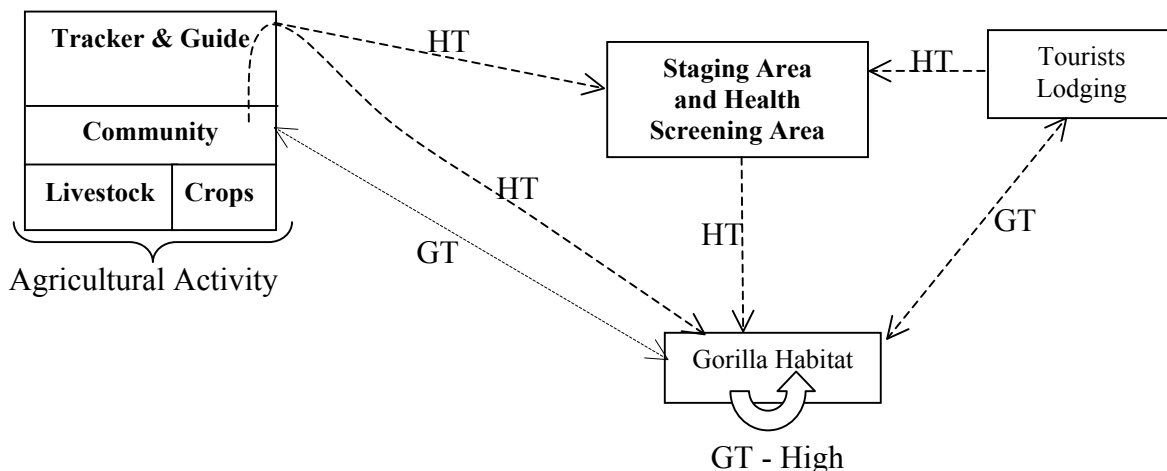 Tracker & Guide
HT
Staging Area
and Health
Screening Area
HT
Tourists
Lodging
Community
Livestock
Crops
HT
HT
GT
GT
Agricultural Activity
Gorilla Habitat
GT - High